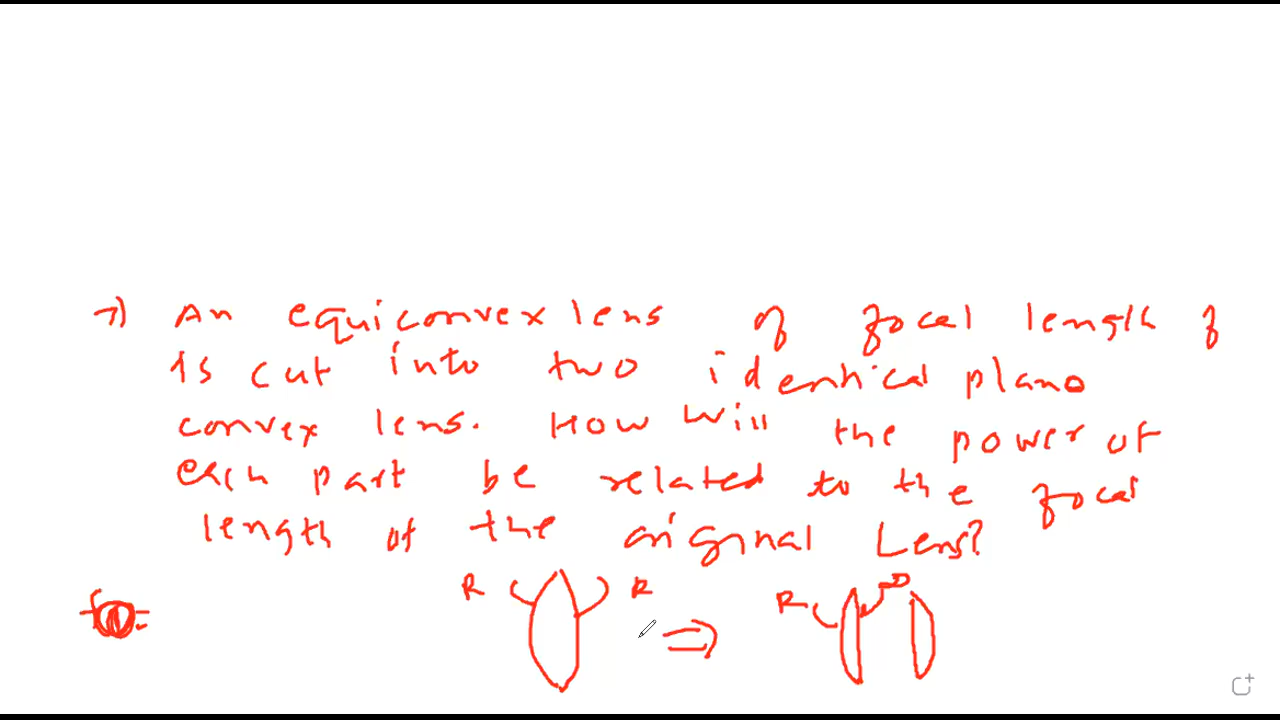 →) An equiconvex lens of focal length f
is cut into two identical plano
convex lens. How will the power of
each part be related to the focal
length of the original Lens?
R R ⇒ R ∞